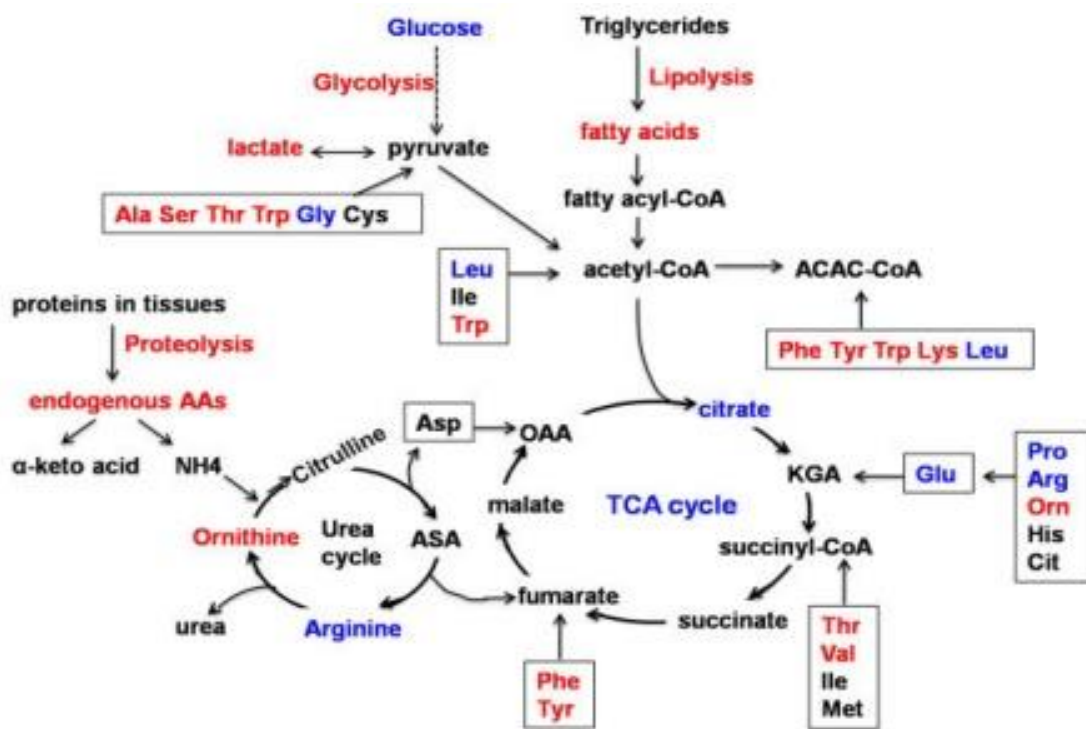 Glucose
Triglycerides
Glycolysis
Lipolysis
lactate
pyruvate
fatty acids
Ala Ser Thr Trp Gly Cys
fatty acyl-CoA
Leu
Ile
Trp
acetyl-CoA
ACAC-CoA
Phe Tyr Trp Lys Leu
proteins in tissues
Proteolysis
endogenous AAs
α-keto acid
NH4
Citrulline
Asp
OAA
citrate
KGA
Glu
Pro
Arg
Orn
His
Cit
malate
TCA cycle
Ornithine
Urea
cycle
ASA
succinyl-CoA
urea
Arginine
fumarate
succinate
Phe
Tyr
Thr
Val
Ile
Met